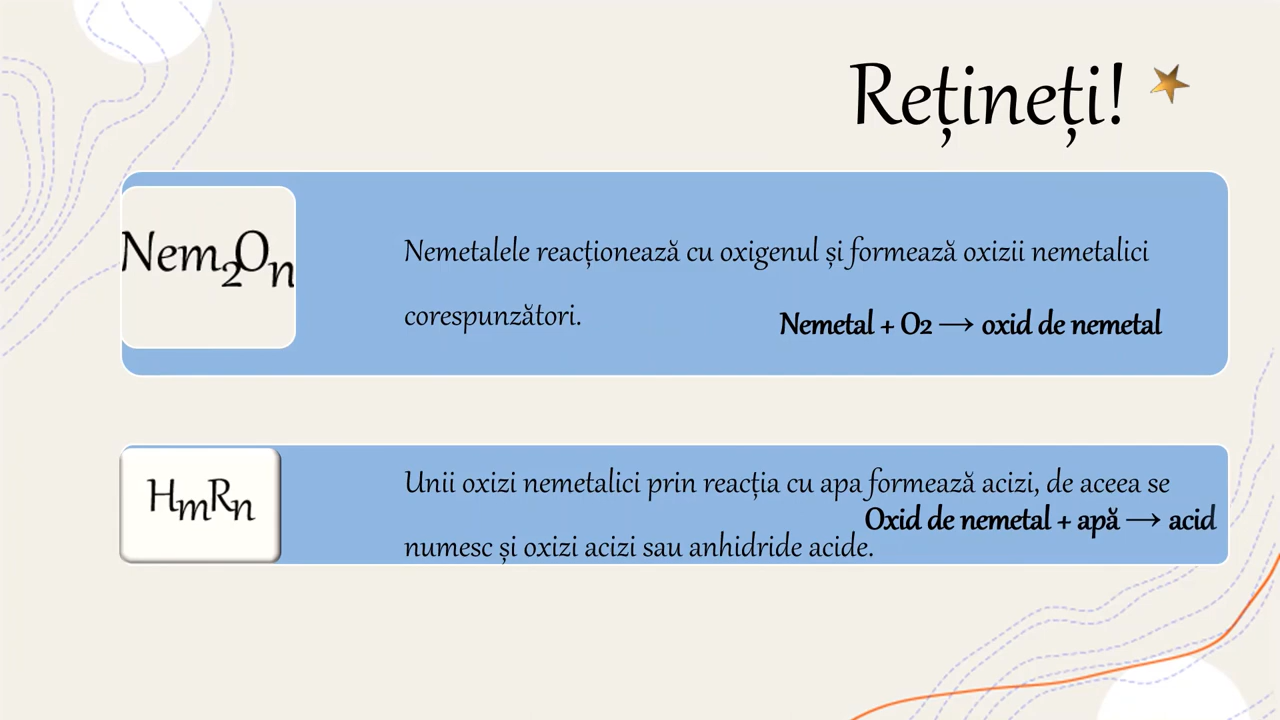 Rețineți!
Nem₂Oₙ
Nemetalele reacționează cu oxigenul și formează oxizii nemetalici
corespunzători.
Nemetal + O2 → oxid de nemetal
HₘRₙ
Unii oxizi nemetalici prin reacția cu apa formează acizi, de aceea se
Oxid de nemetal + apă → acid
numesc și oxizi acizi sau anhidride acide.